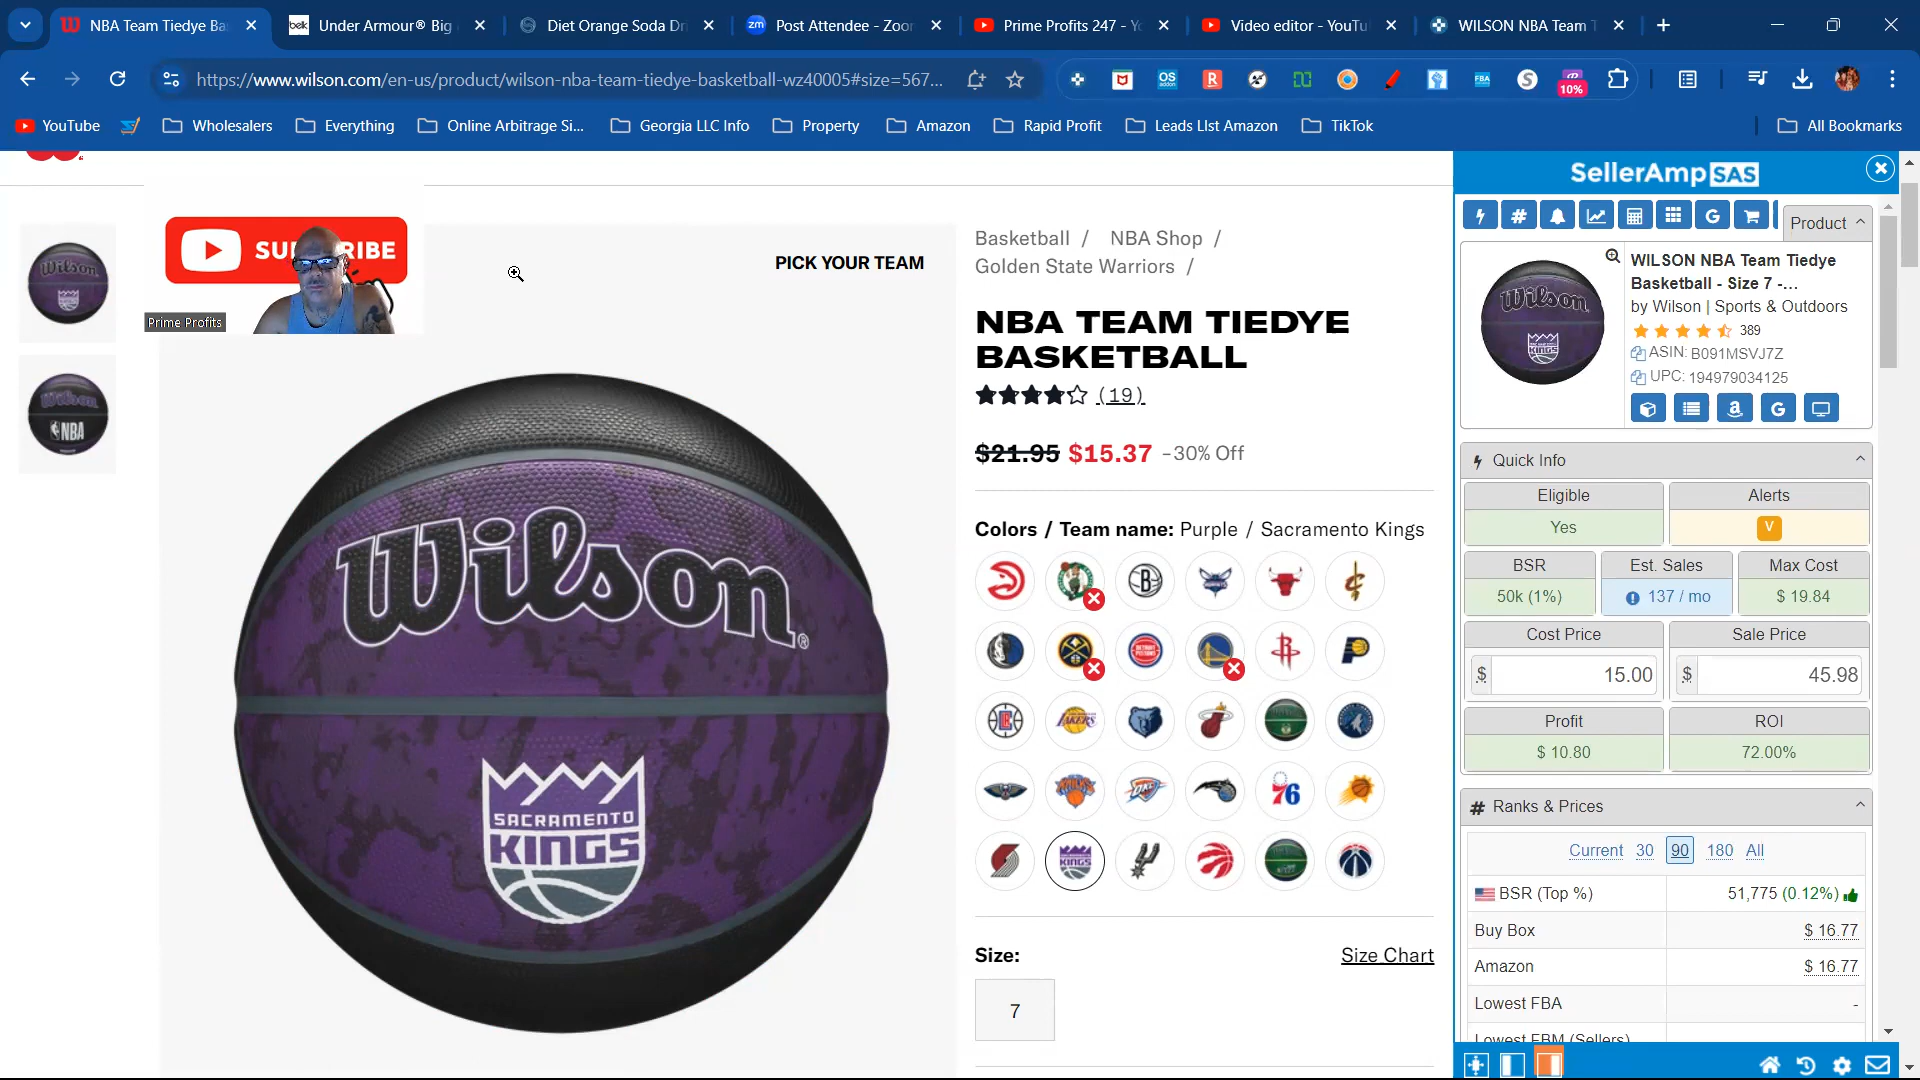 NBA Team Tiedye Ba
Under Armour® Big
Diet Orange Soda Dr
Post Attendee - Zoor
Prime Profits 247 - Yo
Video editor - YouTu
WILSON NBA Team T
https://www.wilson.com/en-us/product/wilson-nba-team-tiedye-basketball-wz40005#size=567...
10%
YouTube
Wholesalers
Everything
Online Arbitrage Si...
Georgia LLC Info
Property
Amazon
Rapid Profit
Leads LIst Amazon
TikTok
All Bookmarks
Prime Profits
PICK YOUR TEAM
Wilson
SACRAMENTO
KINGS
Basketball / NBA Shop /
Golden State Warriors /
NBA TEAM TIEDYE
BASKETBALL
(19)
$21.95 $15.37 -30% Off
Colors / Team name: Purple / Sacramento Kings
Size:
Size Chart
7
SellerAmp SAS
Product
WILSON NBA Team Tiedye
Basketball - Size 7 -...
by Wilson | Sports & Outdoors
389
ASIN: B091MSVJ7Z
UPC: 194979034125
Quick Info
Eligible
Alerts
Yes
V
BSR
Est. Sales
Max Cost
50k (1%)
137 / mo
$ 19.84
Cost Price
Sale Price
$ 15.00
$ 45.98
Profit
ROI
$ 10.80
72.00%
Ranks & Prices
Current 30 90 180 All
BSR (Top %)
51,775 (0.12%)
Buy Box
$ 16.77
Amazon
$ 16.77
Lowest FBA
-
Lowest FBM (Sellers)